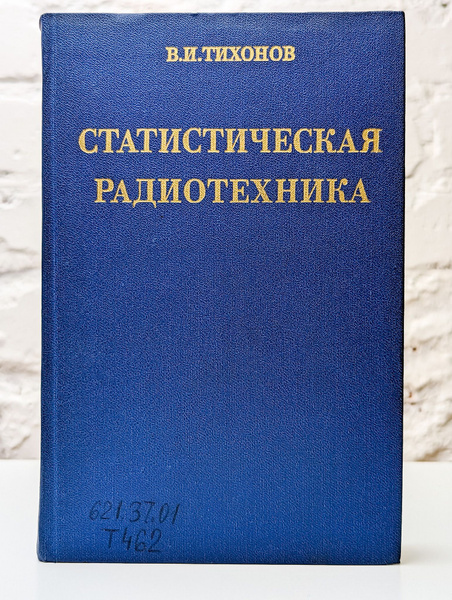 В.И.ТИХОНОВ
СТАТИСТИЧЕСКАЯ
РАДИОТЕХНИКА
621.37.01
Т462